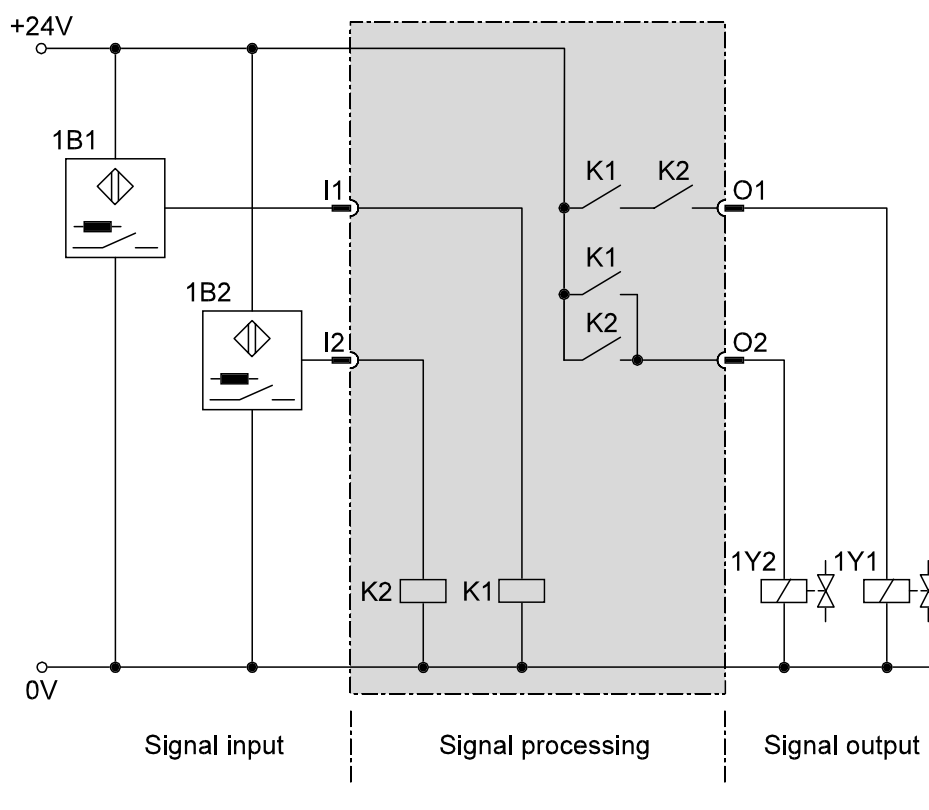 +24V
1B1
K1
K2
I1
O1
K1
1B2
K2
I2
O2
1Y2
1Y1
K2
K1
0V
Signal input
Signal processing
Signal output